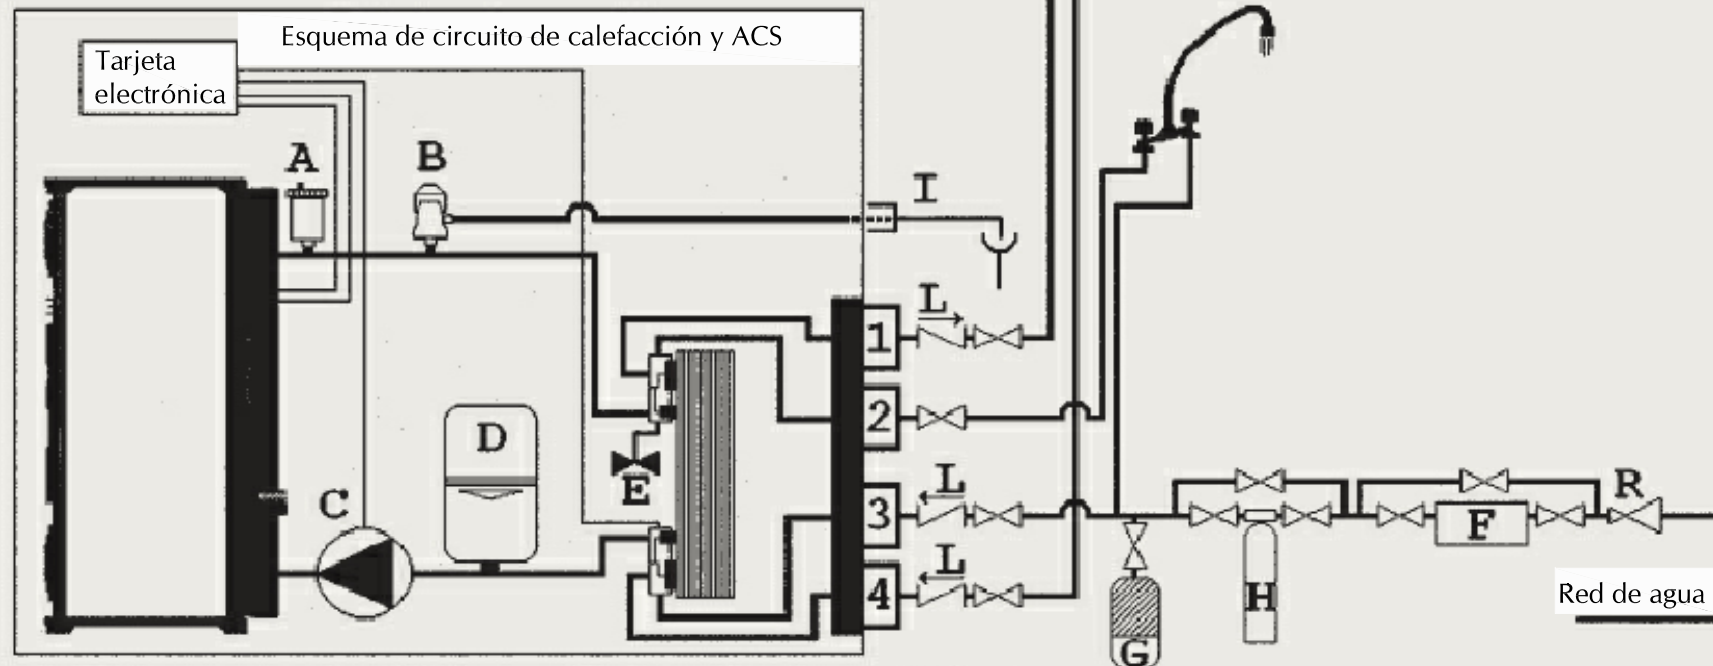 Esquema de circuito de calefacción y ACS
Tarjeta
electrónica
A
B
I
L
1
2
D
E
C
L
3
R
F
L
4
H
G
Red de agua